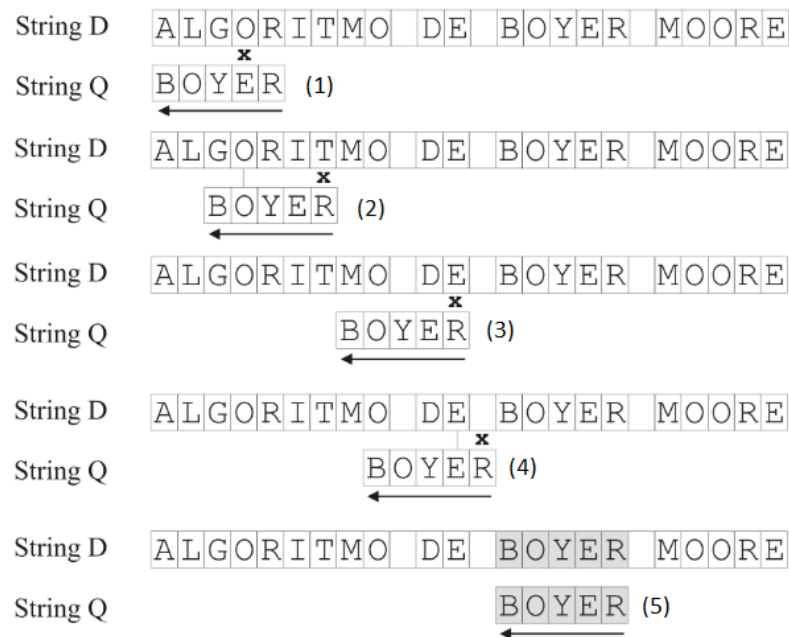 String D ALGORITMO DE BOYER MOORE
x
String Q BOYER (1)
String D ALGORITMO DE BOYER MOORE
x
String Q BOYER (2)
String D ALGORITMO DE BOYER MOORE
x
String Q BOYER (3)
String D ALGORITMO DE BOYER MOORE
x
String Q BOYER (4)
String D ALGORITMO DE BOYER MOORE
String Q BOYER (5)